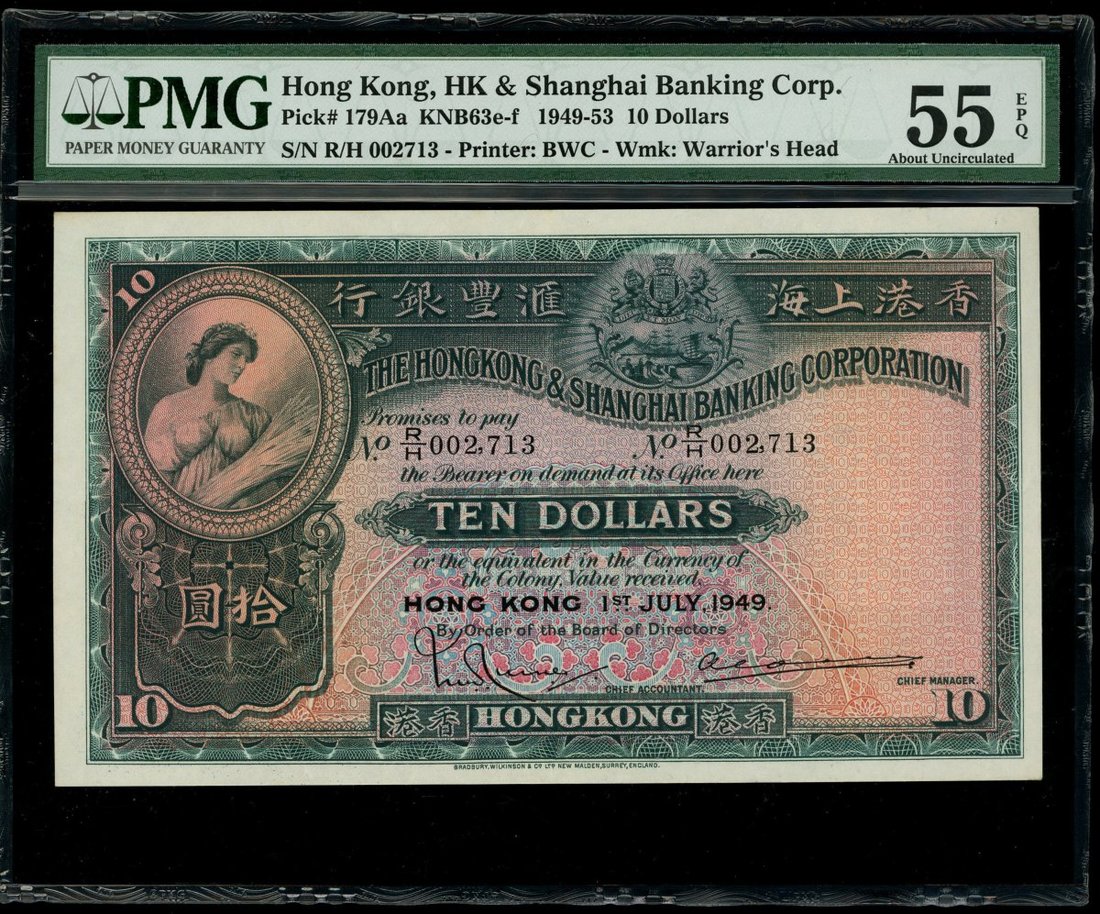 PMG
PAPER MONEY GUARANTY
Hong Kong, HK & Shanghai Banking Corp.
Pick# 179Aa KNB63e-f 1949-53 10 Dollars
S/N R/H 002713 - Printer: BWC - Wmk: Warrior's Head
55 EPQ
About Uncirculated
10
行銀豐滙 海上港香
THE HONGKONG & SHANGHAI BANKING CORPORATION
Promises to pay
No. R/H 002,713 No. R/H 002,713
the Bearer on demand at its Office here
TEN DOLLARS
or the equivalent in the Currency of
the Colony, Value received
圓拾
HONG KONG 1ST JULY, 1949.
By Order of the Board of Directors
CHIEF ACCOUNTANT.
CHIEF MANAGER.
10 港香 HONGKONG 港香 10
BRADBURY, WILKINSON & CO LTD NEW MALDEN, SURREY, ENGLAND.